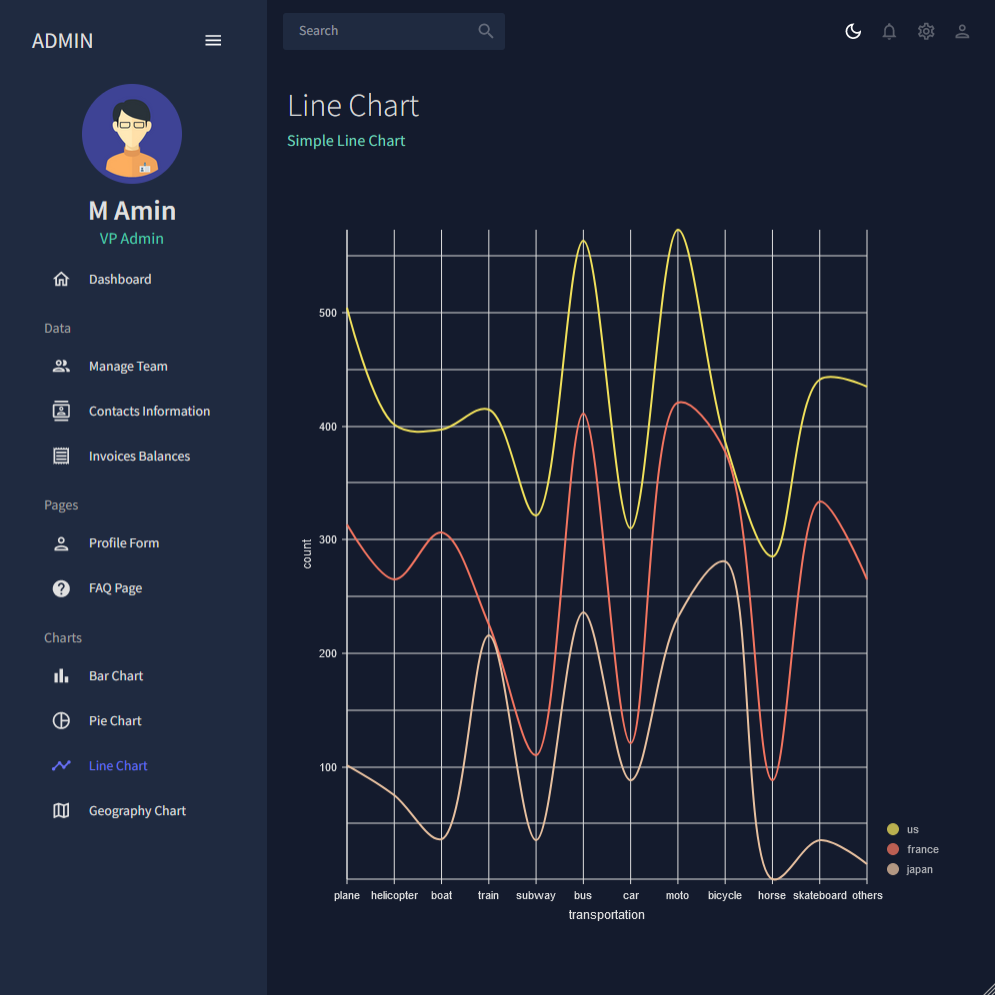 ADMIN
M Amin
VP Admin
Dashboard
Data
Manage Team
Contacts Information
Invoices Balances
Pages
Profile Form
FAQ Page
Charts
Bar Chart
Pie Chart
Line Chart
Geography Chart
Search
Line Chart
Simple Line Chart
500
400
300
200
100
count
plane helicopter boat train subway bus car moto bicycle horse skateboard others
transportation
us
france
japan